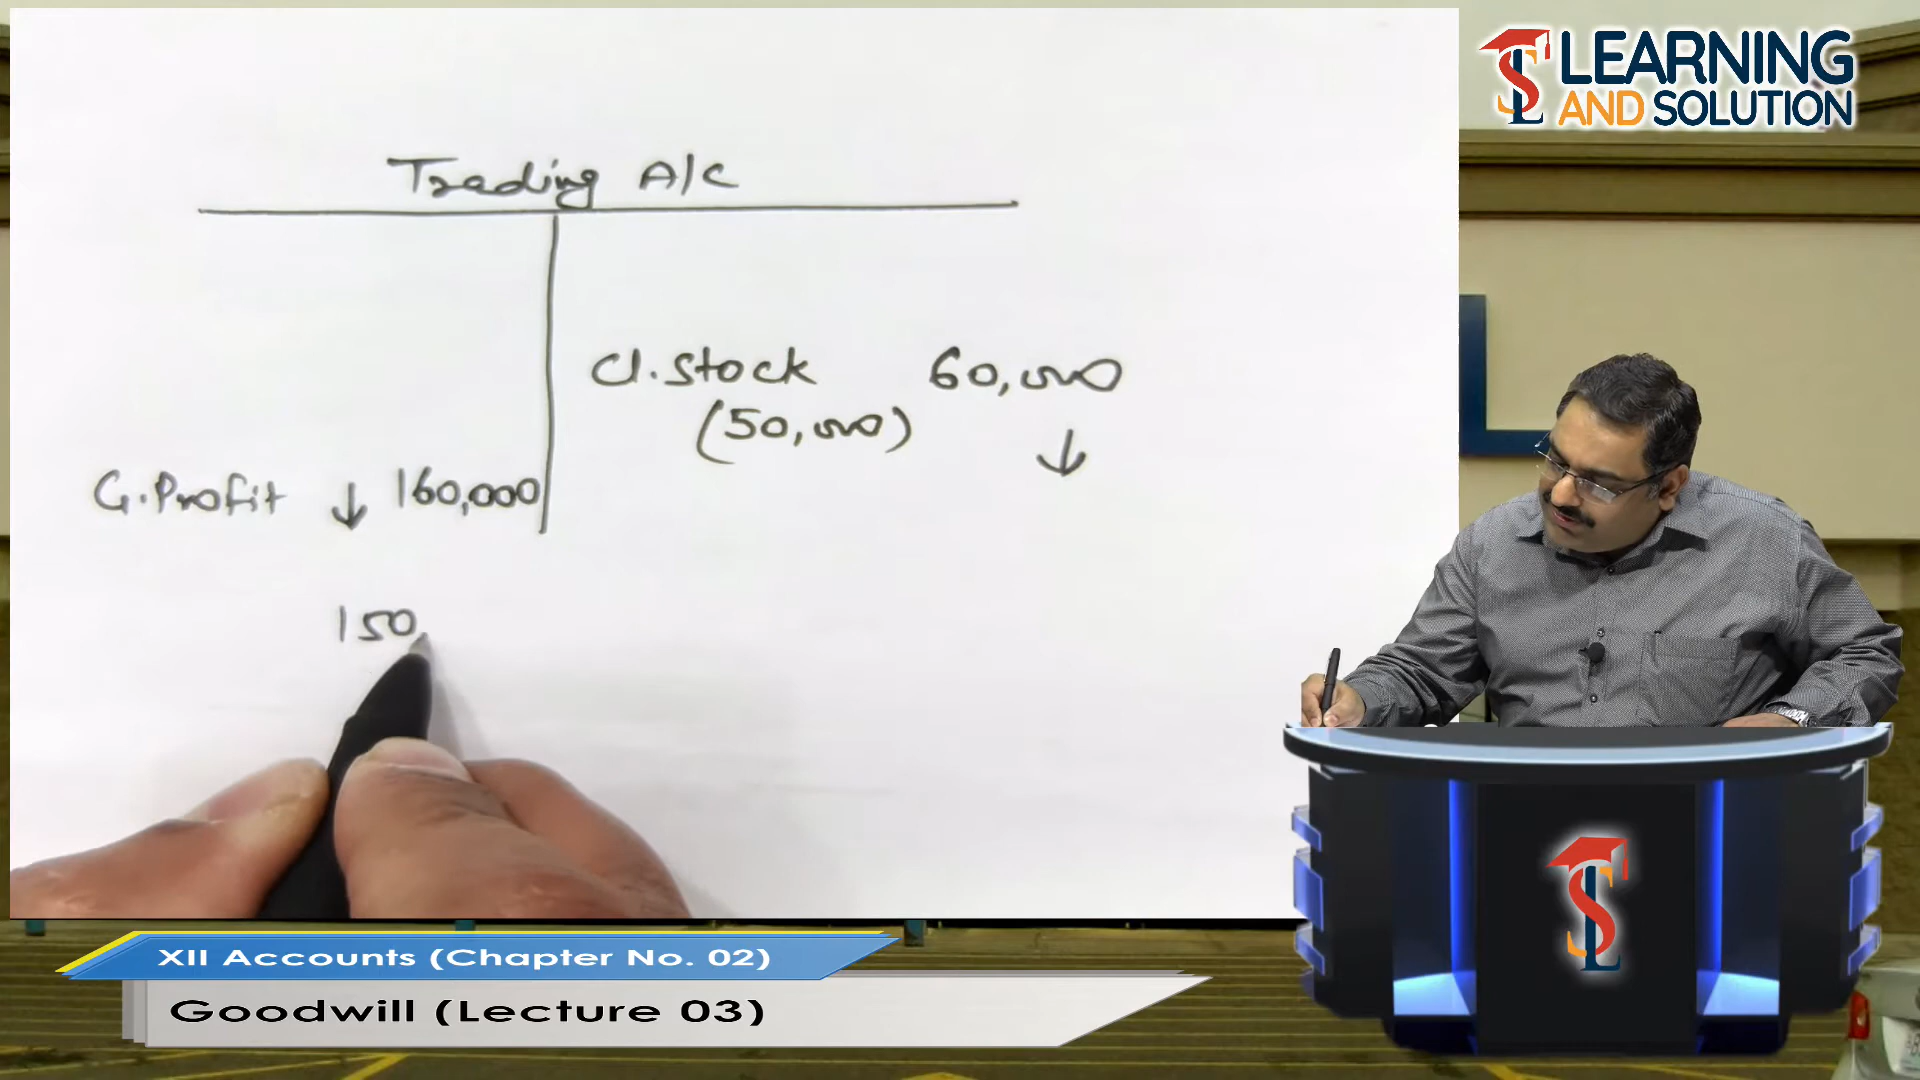 LEARNING
AND SOLUTION
Trading A/C
Cl. Stock 60,000
(50,000)
G. Profit ↓ 160,000
↓
150,
XII Accounts (Chapter No. 02)
Goodwill (Lecture 03)